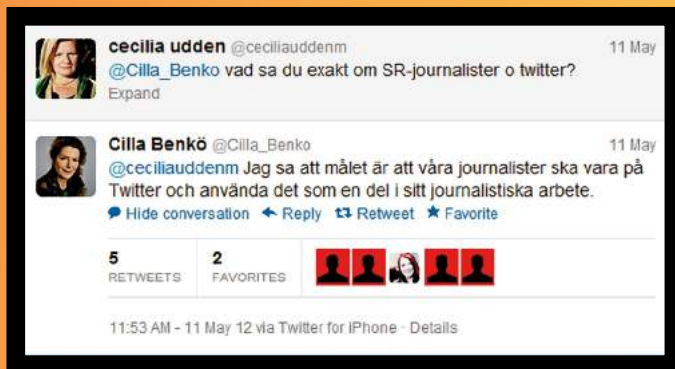 cecilia udden @ceciliauddenm 11 May
@Cilla_Benko vad sa du exakt om SR-journalister o twitter?
Expand
Cilla Benkö @Cilla_Benko 11 May
@ceciliauddenm Jag sa att målet är att våra journalister ska vara på
Twitter och använda det som en del i sitt journalistiska arbete.
Hide conversation Reply Retweet Favorite
5 2
RETWEETS FAVORITES
11:53 AM - 11 May 12 via Twitter for iPhone · Details